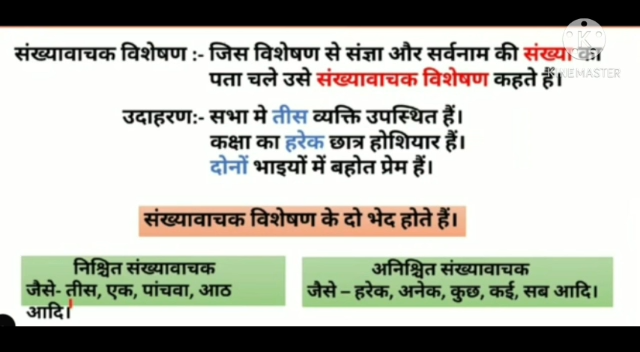 संख्यावाचक विशेषण :- जिस विशेषण से संज्ञा और सर्वनाम की संख्या का
पता चले उसे संख्यावाचक विशेषण कहते हैं।
KINEMASTER
उदाहरण:- सभा मे तीस व्यक्ति उपस्थित हैं।
कक्षा का हरेक छात्र होशियार हैं।
दोनों भाइयों में बहोत प्रेम हैं।
संख्यावाचक विशेषण के दो भेद होते हैं।
निश्चित संख्यावाचक
जैसे- तीस, एक, पांचवा, आठ
आदि।
अनिश्चित संख्यावाचक
जैसे – हरेक, अनेक, कुछ, कई, सब आदि।